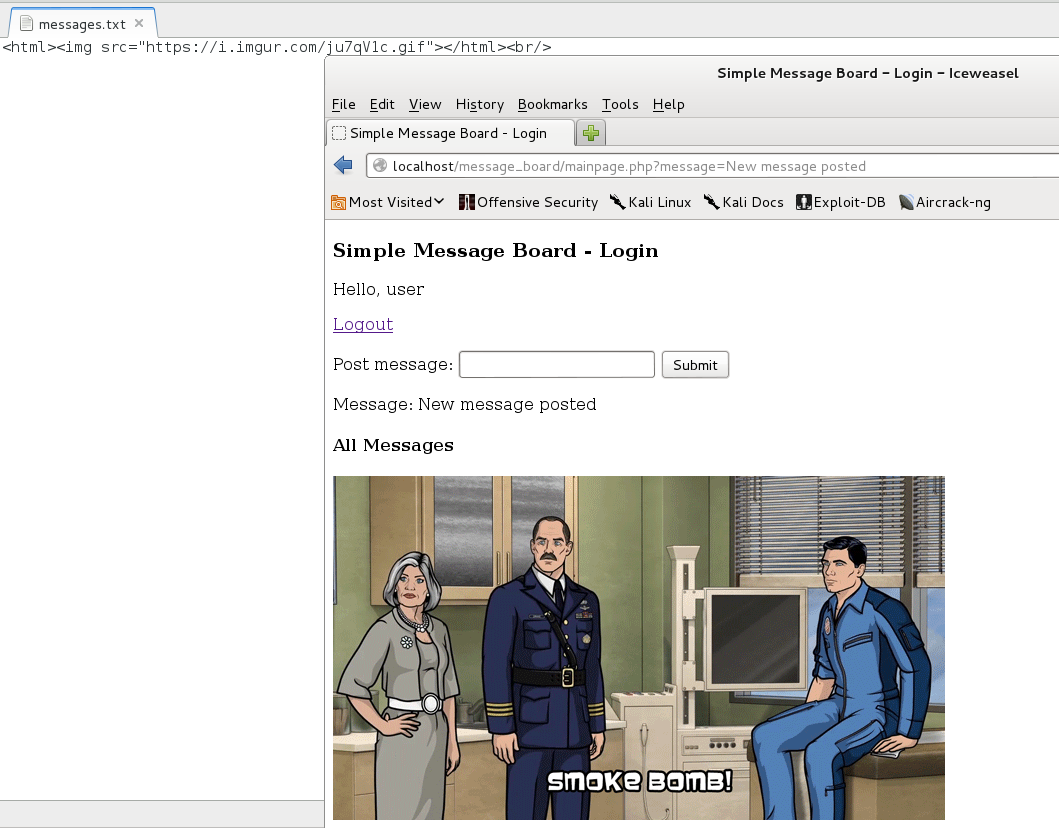 messages.txt
<html><img src="https://i.imgur.com/ju7qV1c.gif"></html><br/>
Simple Message Board - Login - Iceweasel
File Edit View History Bookmarks Tools Help
Simple Message Board - Login
localhost/message_board/mainpage.php?message=New message posted
Most Visited Offensive Security Kali Linux Kali Docs Exploit-DB Aircrack-ng
Simple Message Board - Login
Hello, user
Logout
Post message: Submit
Message: New message posted
All Messages
SMOKE BOMB!